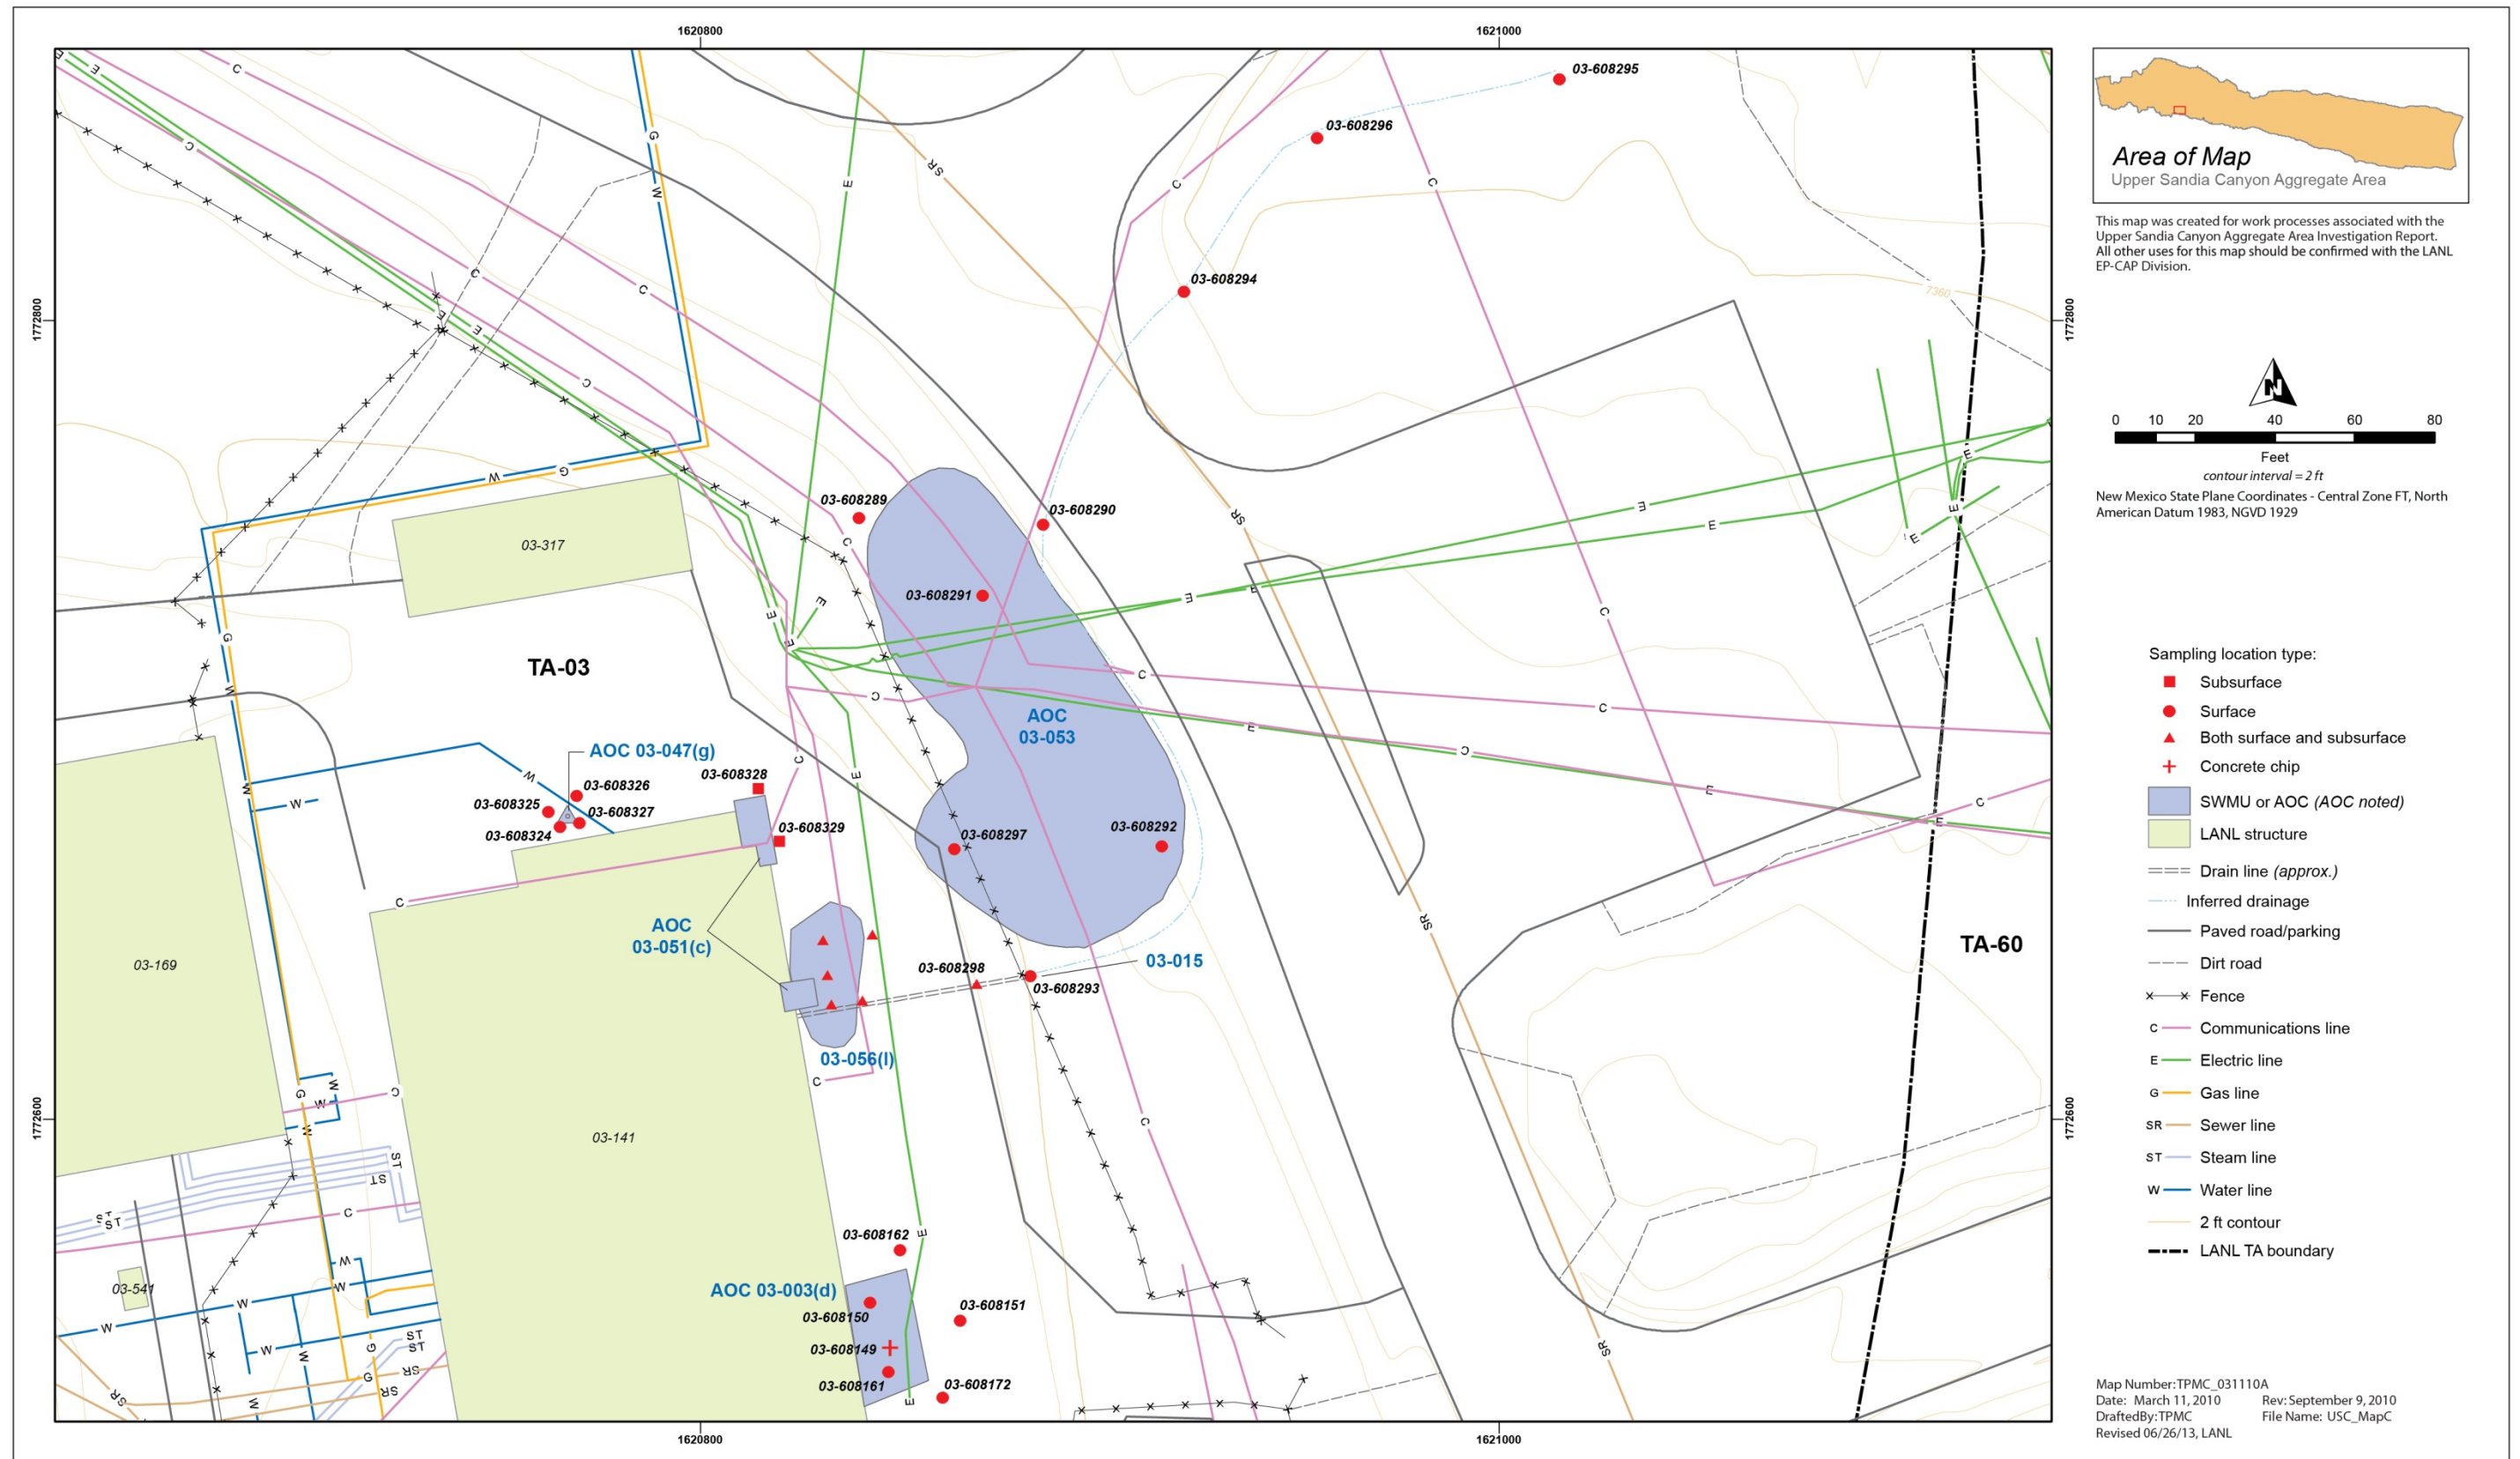 1620800
1621000
1772800
1772600
1772800
1772600
1620800
1621000
03-608295
03-608296
03-608294
7360
03-608289
03-608290
03-317
03-608291
TA-03
AOC
03-053
AOC 03-047(g)
03-608328
03-608326
03-608325
03-608327
03-608324
03-608329
03-608297
03-608292
AOC
03-051(c)
03-169
TA-60
03-608298
03-015
03-608293
03-056(l)
03-141
03-608162
AOC 03-003(d)
03-541
03-608151
03-608150
03-608149
03-608161
03-608172
C
E
G
W
SR
ST
Area of Map
Upper Sandia Canyon Aggregate Area
This map was created for work processes associated with the
Upper Sandia Canyon Aggregate Area Investigation Report.
All other uses for this map should be confirmed with the LANL
EP-CAP Division.
N
0 10 20 40 60 80
Feet
contour interval = 2 ft
New Mexico State Plane Coordinates - Central Zone FT, North
American Datum 1983, NGVD 1929
Sampling location type:
Subsurface
Surface
Both surface and subsurface
Concrete chip
SWMU or AOC (AOC noted)
LANL structure
Drain line (approx.)
Inferred drainage
Paved road/parking
Dirt road
Fence
C Communications line
E Electric line
G Gas line
SR Sewer line
ST Steam line
W Water line
2 ft contour
LANL TA boundary
Map Number:TPMC_031110A
Date: March 11, 2010 Rev: September 9, 2010
DraftedBy:TPMC File Name: USC_MapC
Revised 06/26/13, LANL